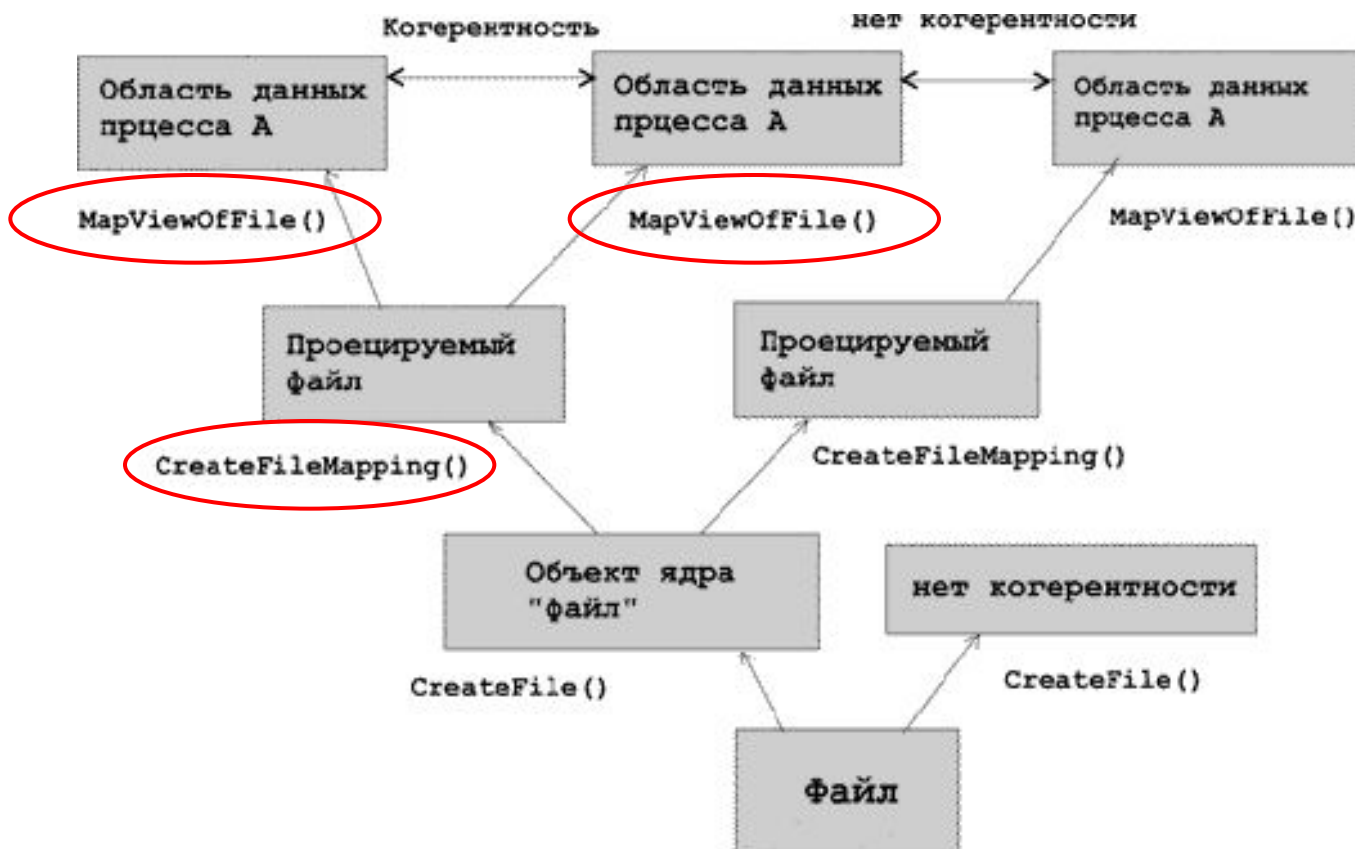 Когерентность
нет когерентности
Область данных
прцесса А
Область данных
прцесса А
Область данных
прцесса А
MapViewOfFile()
MapViewOfFile()
MapViewOfFile()
Проецируемый
файл
Проецируемый
файл
CreateFileMapping()
CreateFileMapping()
Объект ядра
"файл"
нет когерентности
CreateFile()
CreateFile()
Файл